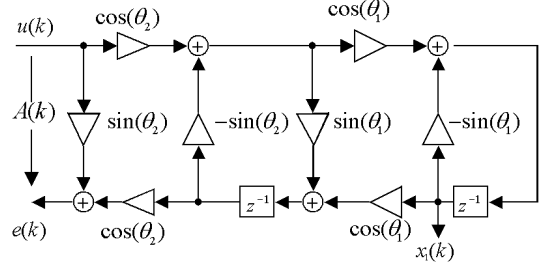 cos(θ₂) cos(θ₁)
u(k) + +
A(k) sin(θ₂) −sin(θ₂) sin(θ₁) −sin(θ₁)
+ z⁻¹ + z⁻¹
e(k) cos(θ₂) cos(θ₁) x₁(k)